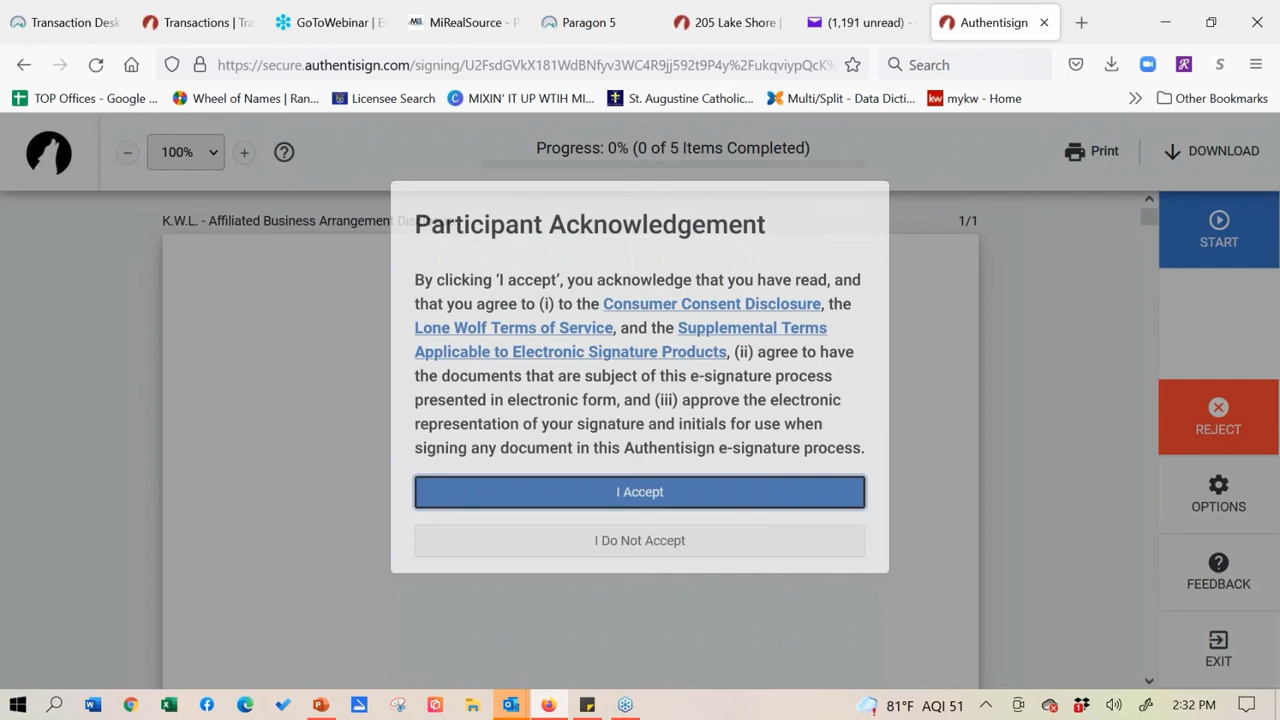 Transaction Desk
Transactions | Tra
GoToWebinar | E
MiRealSource - P
Paragon 5
205 Lake Shore |
(1,191 unread) -
Authentisign
https://secure.authentisign.com/signing/U2FsdGVkX181WdBNfyv3WC4R9jj592t9P4y%2FukqviypQcK%
Search
TOP Offices - Google ...
Wheel of Names | Ran...
Licensee Search
MIXIN' IT UP WTIH MI...
St. Augustine Catholic...
Multi/Split - Data Dicti...
mykw - Home
Other Bookmarks
100%
Progress: 0% (0 of 5 Items Completed)
Print
DOWNLOAD
K.W.L. - Affiliated Business Arrangement
1/1
START
Participant Acknowledgement
By clicking ‘I accept’, you acknowledge that you have read, and
that you agree to (i) to the Consumer Consent Disclosure, the
Lone Wolf Terms of Service, and the Supplemental Terms
Applicable to Electronic Signature Products, (ii) agree to have
the documents that are subject of this e-signature process
presented in electronic form, and (iii) approve the electronic
representation of your signature and initials for use when
signing any document in this Authentisign e-signature process.
I Accept
I Do Not Accept
REJECT
OPTIONS
FEEDBACK
EXIT
81°F AQI 51
2:32 PM